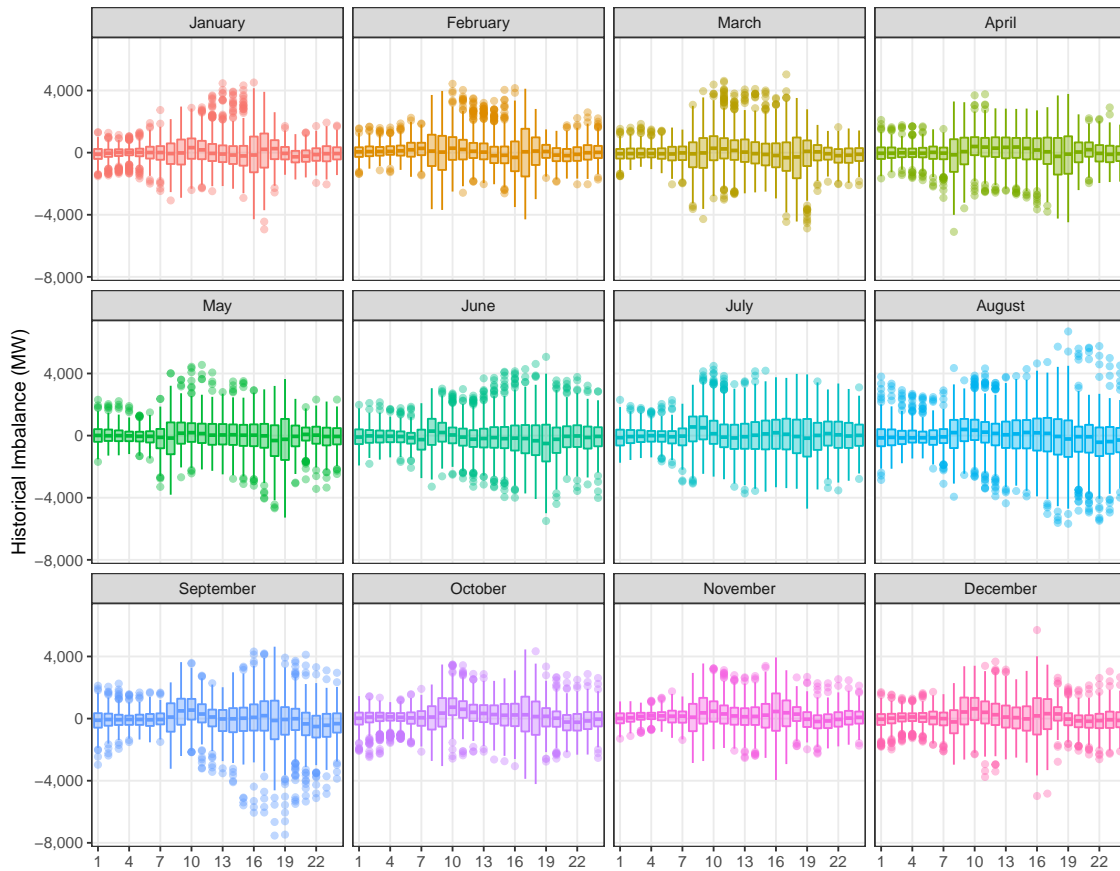 January February March April
4,000
0
−4,000
−8,000
May June July August
4,000
0
−4,000
−8,000
Historical Imbalance (MW)
September October November December
4,000
0
−4,000
−8,000
1 4 7 10 13 16 19 22 1 4 7 10 13 16 19 22 1 4 7 10 13 16 19 22 1 4 7 10 13 16 19 22